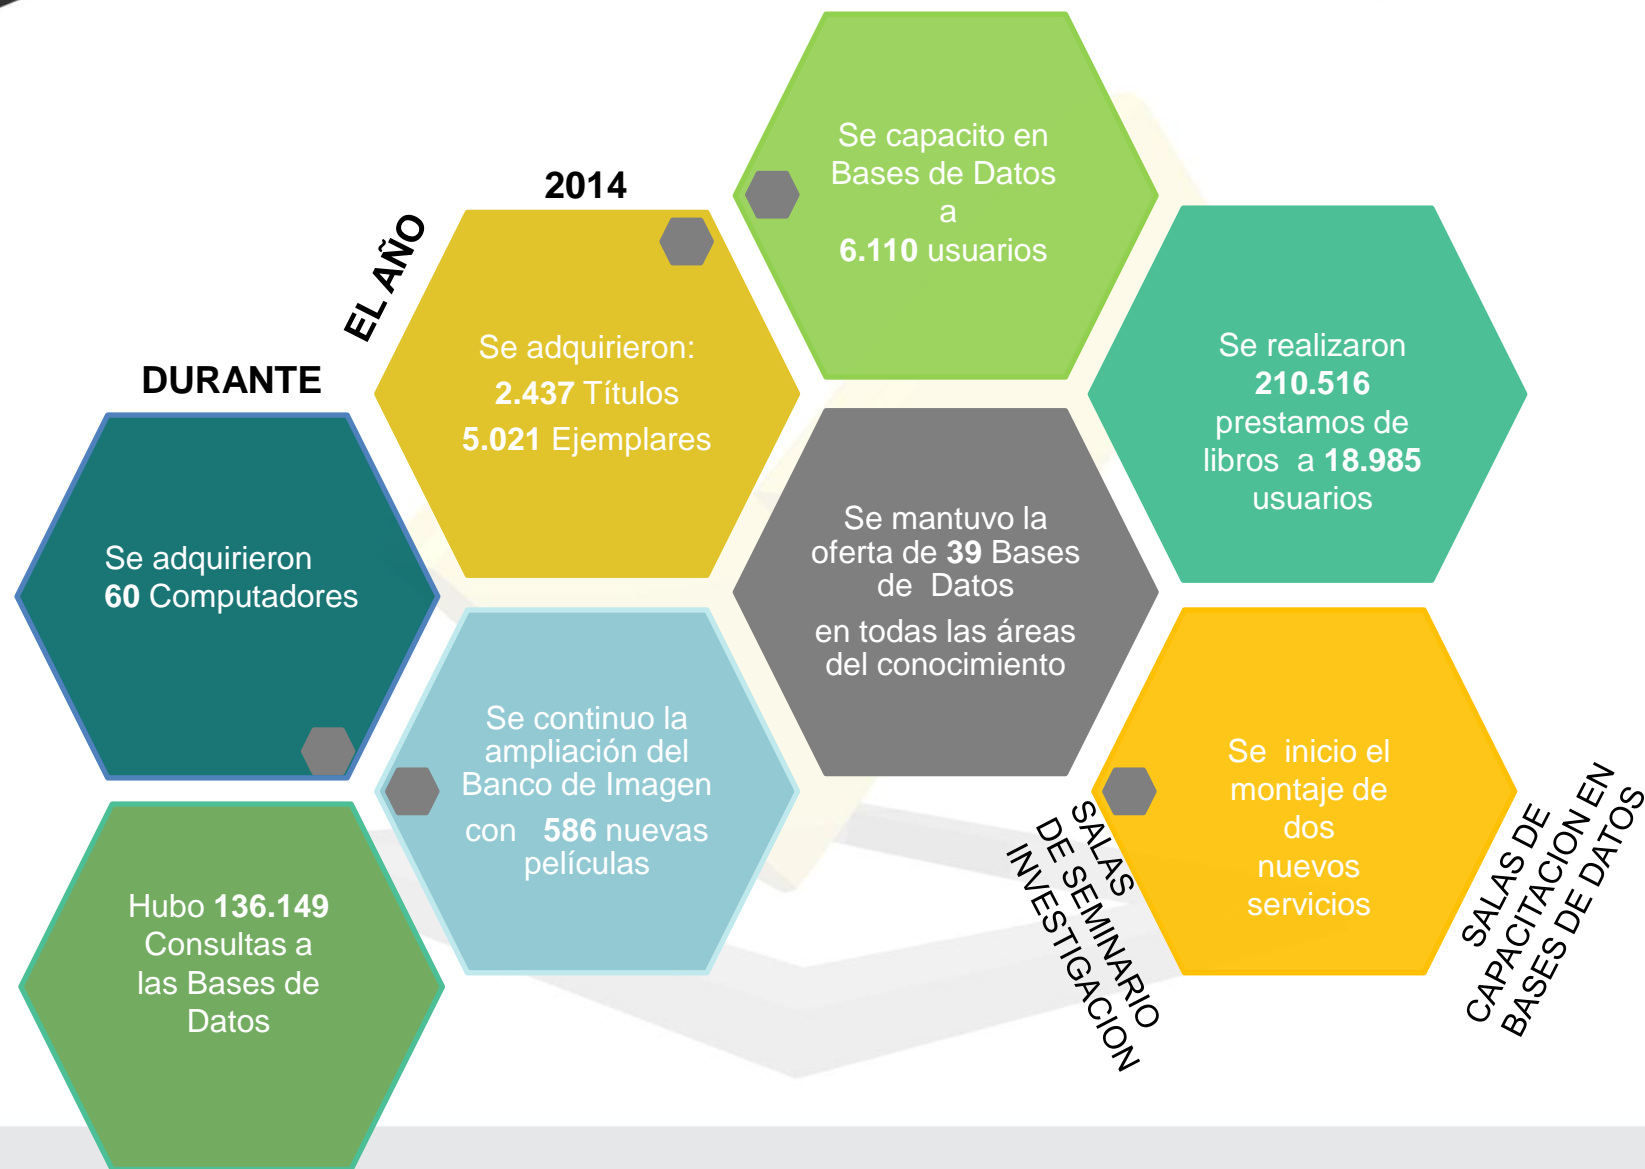 DURANTE
EL AÑO
2014
Se adquirieron
60 Computadores
Se adquirieron:
2.437 Títulos
5.021 Ejemplares
Se capacito en
Bases de Datos
a
6.110 usuarios
Se realizaron
210.516
prestamos de
libros a 18.985
usuarios
Se mantuvo la
oferta de 39 Bases
de Datos
en todas las áreas
del conocimiento
Se continuo la
ampliación del
Banco de Imagen
con 586 nuevas
películas
Hubo 136.149
Consultas a
las Bases de
Datos
Se inicio el
montaje de
dos
nuevos
servicios
SALAS
DE SEMINARIO
INVESTIGACION
SALAS DE
CAPACITACION EN
BASES DE DATOS